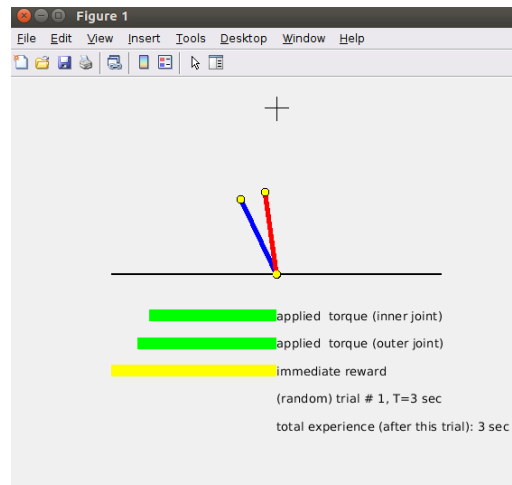 Figure 1
File Edit View Insert Tools Desktop Window Help
applied torque (inner joint)
applied torque (outer joint)
immediate reward
(random) trial # 1, T=3 sec
total experience (after this trial): 3 sec